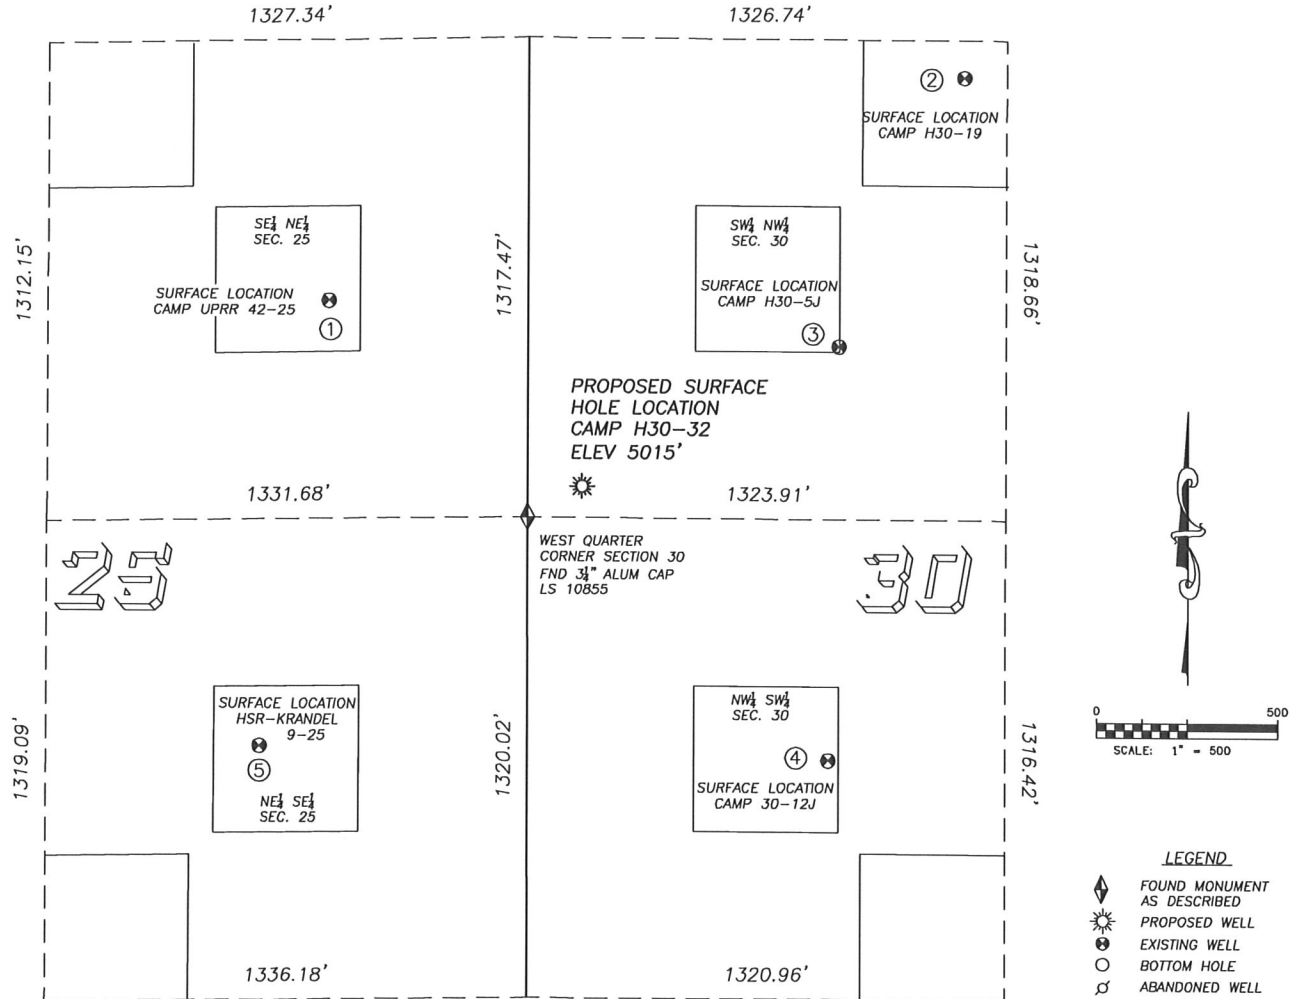 1327.34'
1326.74'
②
SURFACE LOCATION
CAMP H30-19
SE¼ NE¼
SEC. 25
SW¼ NW¼
SEC. 30
1312.15'
1317.47'
1318.66'
SURFACE LOCATION
CAMP UPRR 42-25
①
SURFACE LOCATION
CAMP H30-5J
③
PROPOSED SURFACE
HOLE LOCATION
CAMP H30-32
ELEV 5015'
1331.68'
1323.91'
WEST QUARTER
CORNER SECTION 30
FND 3¼" ALUM CAP
LS 10855
25
30
SURFACE LOCATION
HSR-KRANDEL
9-25
⑤
NE¼ SE¼
SEC. 25
NW¼ SW¼
SEC. 30
④
SURFACE LOCATION
CAMP 30-12J
1319.09'
1320.02'
1316.42'
0 500
SCALE: 1" = 500
1336.18'
1320.96'
LEGEND
FOUND MONUMENT
AS DESCRIBED
PROPOSED WELL
EXISTING WELL
BOTTOM HOLE
ABANDONED WELL